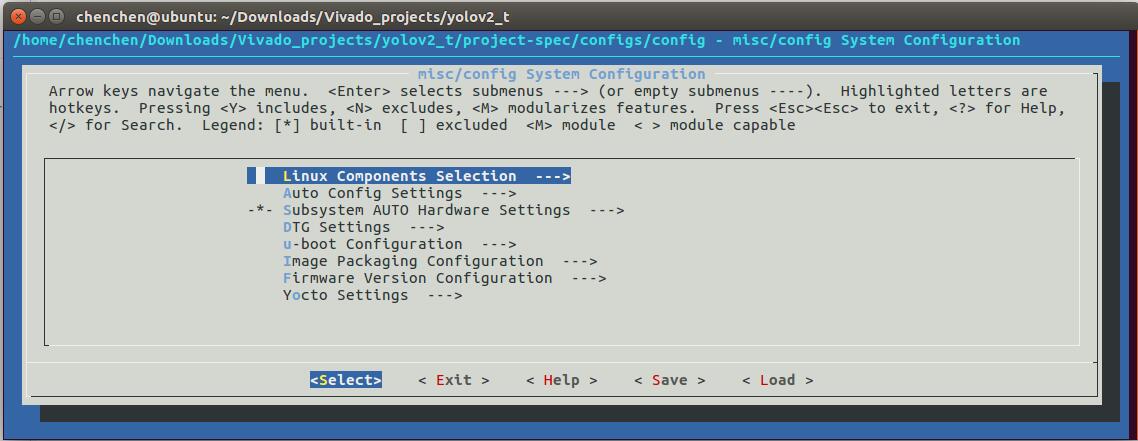 chenchen@ubuntu: ~/Downloads/Vivado_projects/yolov2_t
/home/chenchen/Downloads/Vivado_projects/yolov2_t/project-spec/configs/config - misc/config System Configuration
misc/config System Configuration
Arrow keys navigate the menu.  <Enter> selects submenus ---> (or empty submenus ----).  Highlighted letters are
hotkeys.  Pressing <Y> includes, <N> excludes, <M> modularizes features.  Press <Esc><Esc> to exit, <?> for Help,
</> for Search.  Legend: [*] built-in  [ ] excluded  <M> module  < > module capable
Linux Components Selection  --->
Auto Config Settings  --->
-*- Subsystem AUTO Hardware Settings  --->
DTG Settings  --->
u-boot Configuration  --->
Image Packaging Configuration  --->
Firmware Version Configuration  --->
Yocto Settings  --->
<Select>    < Exit >    < Help >    < Save >    < Load >